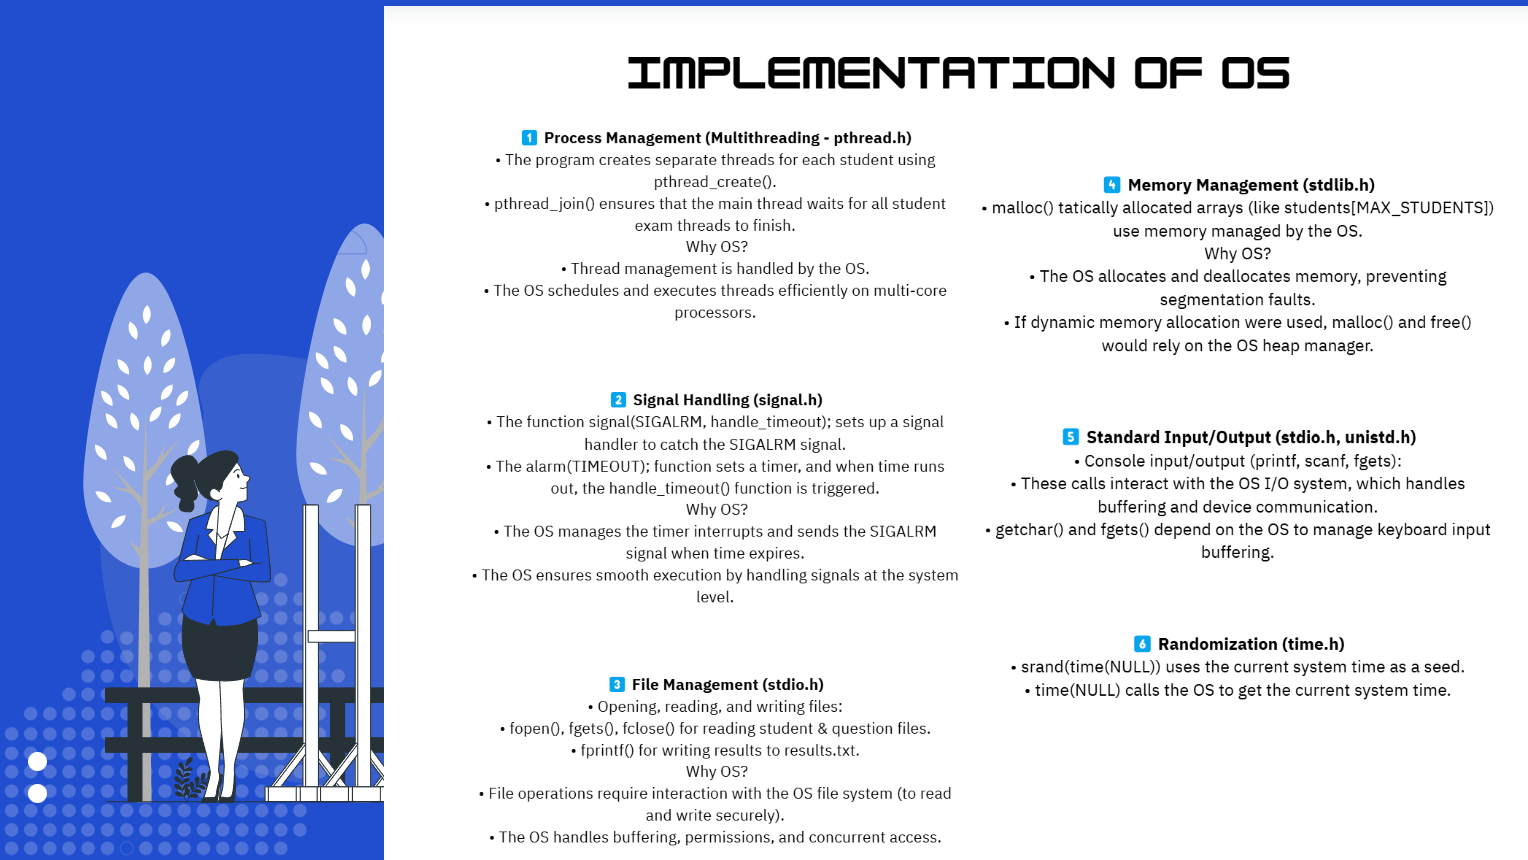 IMPLEMENTATION OF OS
1 Process Management (Multithreading - pthread.h)
• The program creates separate threads for each student using
pthread_create().
• pthread_join() ensures that the main thread waits for all student
exam threads to finish.
Why OS?
• Thread management is handled by the OS.
• The OS schedules and executes threads efficiently on multi-core
processors.
2 Signal Handling (signal.h)
• The function signal(SIGALRM, handle_timeout); sets up a signal
handler to catch the SIGALRM signal.
• The alarm(TIMEOUT); function sets a timer, and when time runs
out, the handle_timeout() function is triggered.
Why OS?
• The OS manages the timer interrupts and sends the SIGALRM
signal when time expires.
• The OS ensures smooth execution by handling signals at the system
level.
3 File Management (stdio.h)
• Opening, reading, and writing files:
• fopen(), fgets(), fclose() for reading student & question files.
• fprintf() for writing results to results.txt.
Why OS?
• File operations require interaction with the OS file system (to read
and write securely).
• The OS handles buffering, permissions, and concurrent access.
4 Memory Management (stdlib.h)
• malloc() tatically allocated arrays (like students[MAX_STUDENTS])
use memory managed by the OS.
Why OS?
• The OS allocates and deallocates memory, preventing
segmentation faults.
• If dynamic memory allocation were used, malloc() and free()
would rely on the OS heap manager.
5 Standard Input/Output (stdio.h, unistd.h)
• Console input/output (printf, scanf, fgets):
• These calls interact with the OS I/O system, which handles
buffering and device communication.
• getchar() and fgets() depend on the OS to manage keyboard input
buffering.
6 Randomization (time.h)
• srand(time(NULL)) uses the current system time as a seed.
• time(NULL) calls the OS to get the current system time.